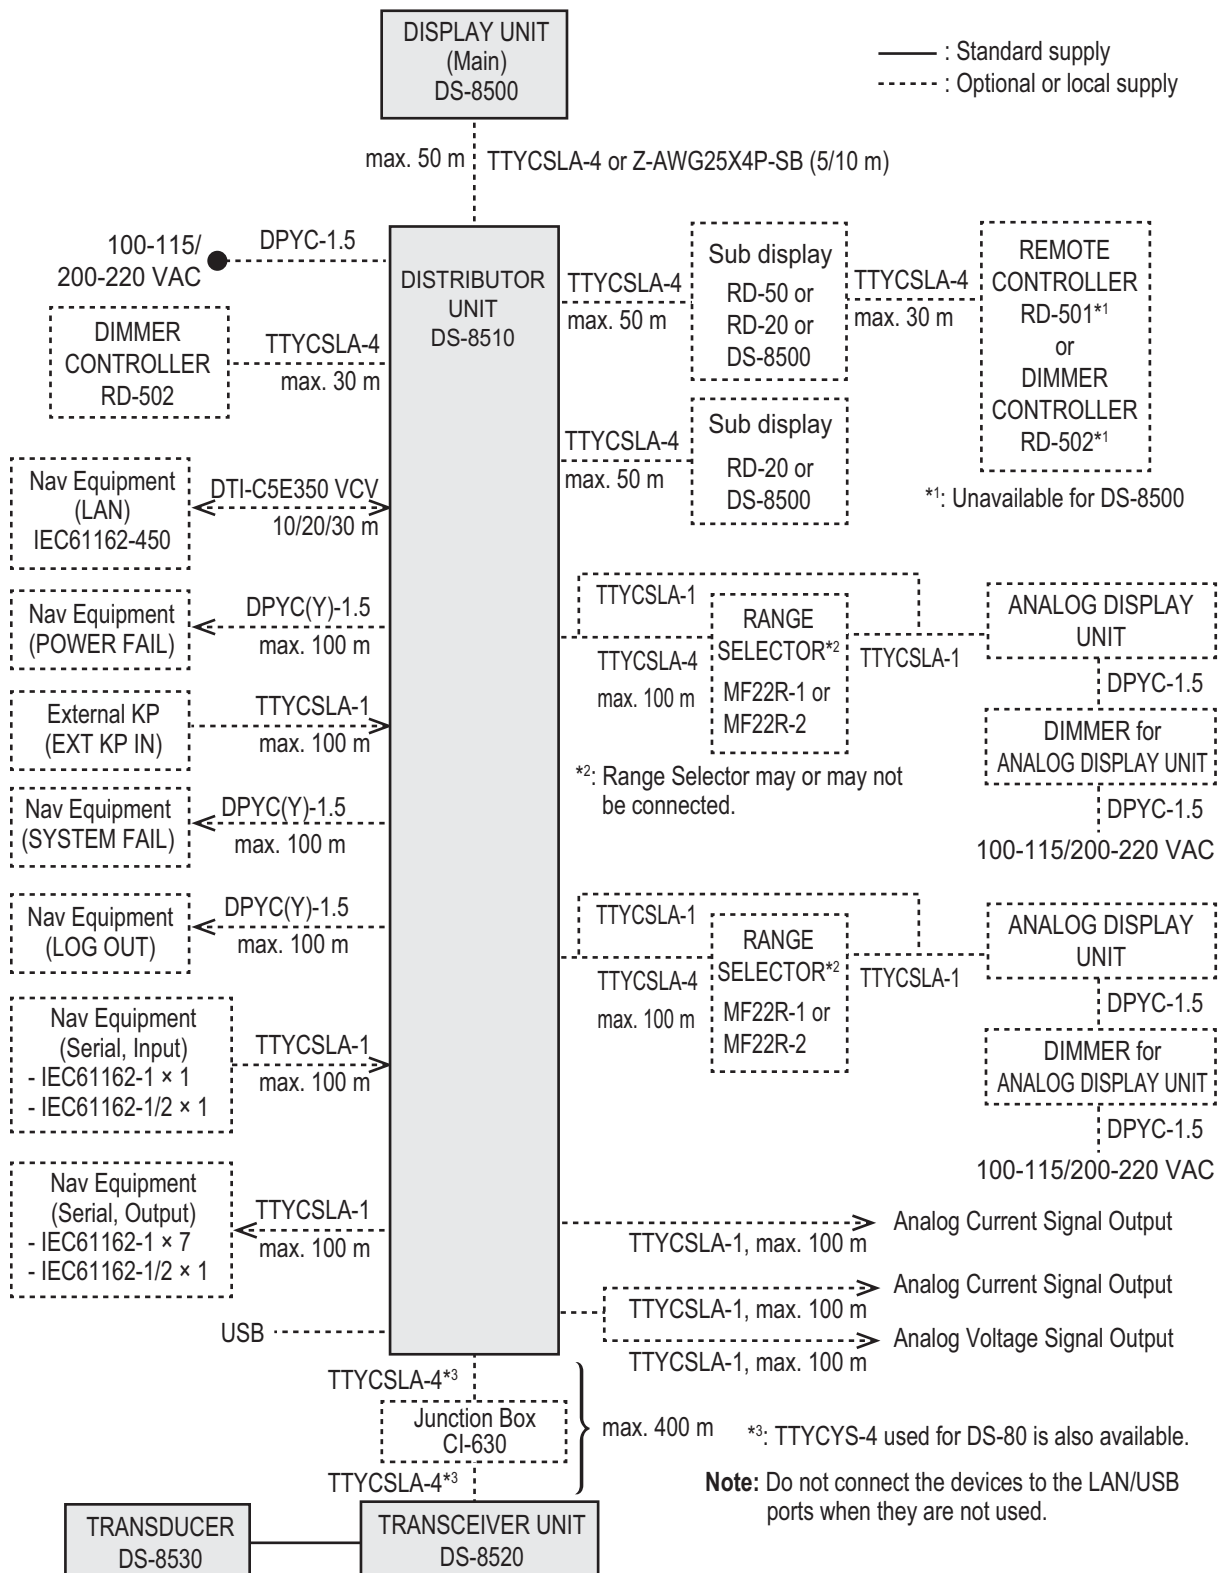 DISPLAY UNIT
(Main)
DS-8500
: Standard supply
: Optional or local supply
max. 50 m
TTYCSLA-4 or Z-AWG25X4P-SB (5/10 m)
100-115/
200-220 VAC
DPYC-1.5
DISTRIBUTOR
UNIT
DS-8510
DIMMER
CONTROLLER
RD-502
TTYCSLA-4
max. 30 m
TTYCSLA-4
max. 50 m
Sub display
RD-50 or
RD-20 or
DS-8500
TTYCSLA-4
max. 30 m
REMOTE
CONTROLLER
RD-501*1
or
DIMMER
CONTROLLER
RD-502*1
TTYCSLA-4
max. 50 m
Sub display
RD-20 or
DS-8500
*1: Unavailable for DS-8500
Nav Equipment
(LAN)
IEC61162-450
DTI-C5E350 VCV
10/20/30 m
Nav Equipment
(POWER FAIL)
DPYC(Y)-1.5
max. 100 m
External KP
(EXT KP IN)
TTYCSLA-1
max. 100 m
Nav Equipment
(SYSTEM FAIL)
DPYC(Y)-1.5
max. 100 m
Nav Equipment
(LOG OUT)
DPYC(Y)-1.5
max. 100 m
Nav Equipment
(Serial, Input)
- IEC61162-1 × 1
- IEC61162-1/2 × 1
TTYCSLA-1
max. 100 m
Nav Equipment
(Serial, Output)
- IEC61162-1 × 7
- IEC61162-1/2 × 1
TTYCSLA-1
max. 100 m
USB
TTYCSLA-1
TTYCSLA-4
max. 100 m
RANGE
SELECTOR*2
MF22R-1 or
MF22R-2
TTYCSLA-1
ANALOG DISPLAY
UNIT
DPYC-1.5
DIMMER for
ANALOG DISPLAY UNIT
DPYC-1.5
100-115/200-220 VAC
*2: Range Selector may or may not
be connected.
TTYCSLA-1
TTYCSLA-4
max. 100 m
RANGE
SELECTOR*2
MF22R-1 or
MF22R-2
TTYCSLA-1
ANALOG DISPLAY
UNIT
DPYC-1.5
DIMMER for
ANALOG DISPLAY UNIT
DPYC-1.5
100-115/200-220 VAC
Analog Current Signal Output
TTYCSLA-1, max. 100 m
Analog Current Signal Output
TTYCSLA-1, max. 100 m
Analog Voltage Signal Output
TTYCSLA-1, max. 100 m
TTYCSLA-4*3
Junction Box
CI-630
max. 400 m
TTYCSLA-4*3
*3: TTYCYS-4 used for DS-80 is also available.
Note: Do not connect the devices to the LAN/USB
ports when they are not used.
TRANSDUCER
DS-8530
TRANSCEIVER UNIT
DS-8520